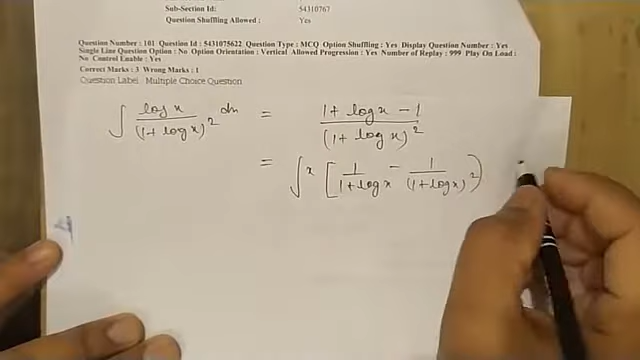 Sub-Section Id: 54310767
Question Shuffling Allowed : Yes
Question Number : 101 Question Id : 5431075622 Question Type : MCQ Option Shuffling : Yes Display Question Number : Yes
Single Line Question Option : No Option Orientation : Vertical Allowed Progression : Yes Number of Replay : 999 Play On Load :
No Control Enable : Yes
Correct Marks : 3 Wrong Marks : 1
Question Label : Multiple Choice Question
∫ log x / (1 + log x)² dx = 1 + log x − 1 / (1 + log x)²
= ∫ x [ 1 / 1 + log x − 1 / (1 + log x)² )